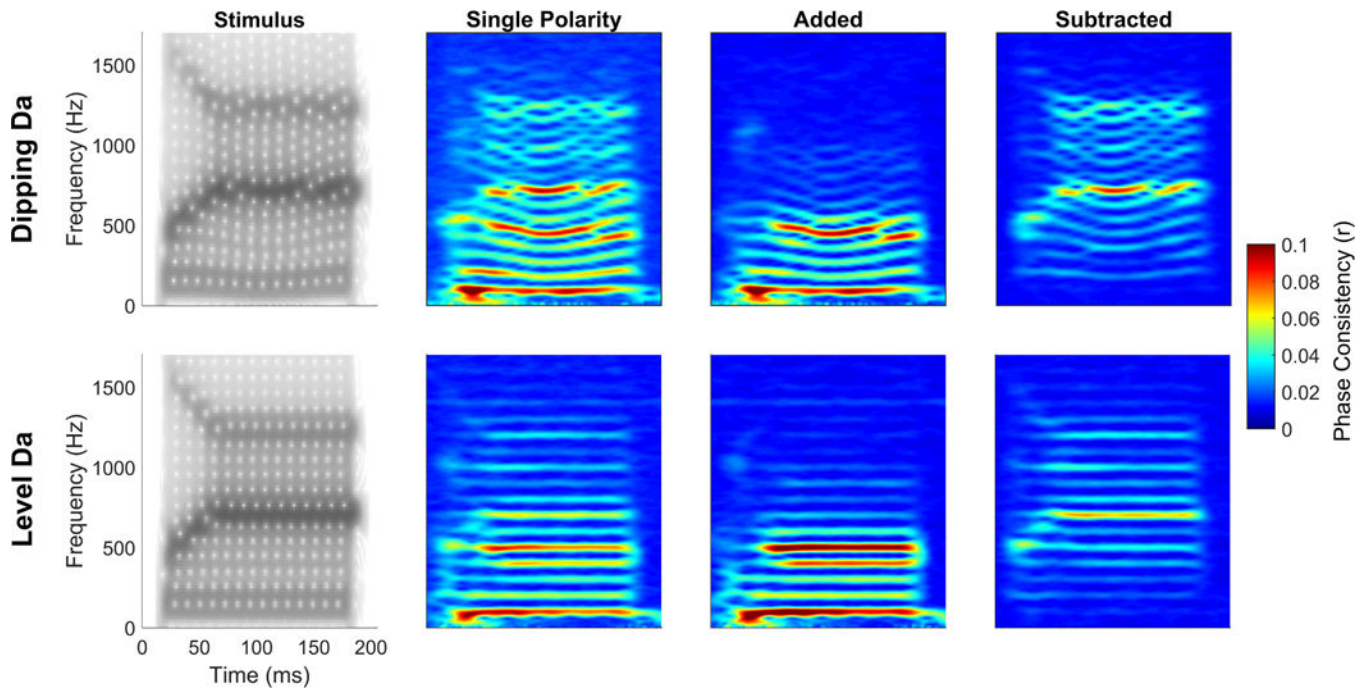 Stimulus
Single Polarity
Added
Subtracted
Dipping Da
Frequency (Hz)
1500
1000
500
0
Level Da
Frequency (Hz)
1500
1000
500
0
0 50 100 150 200
Time (ms)
0.1
0.08
0.06
0.04
0.02
0
Phase Consistency (r)